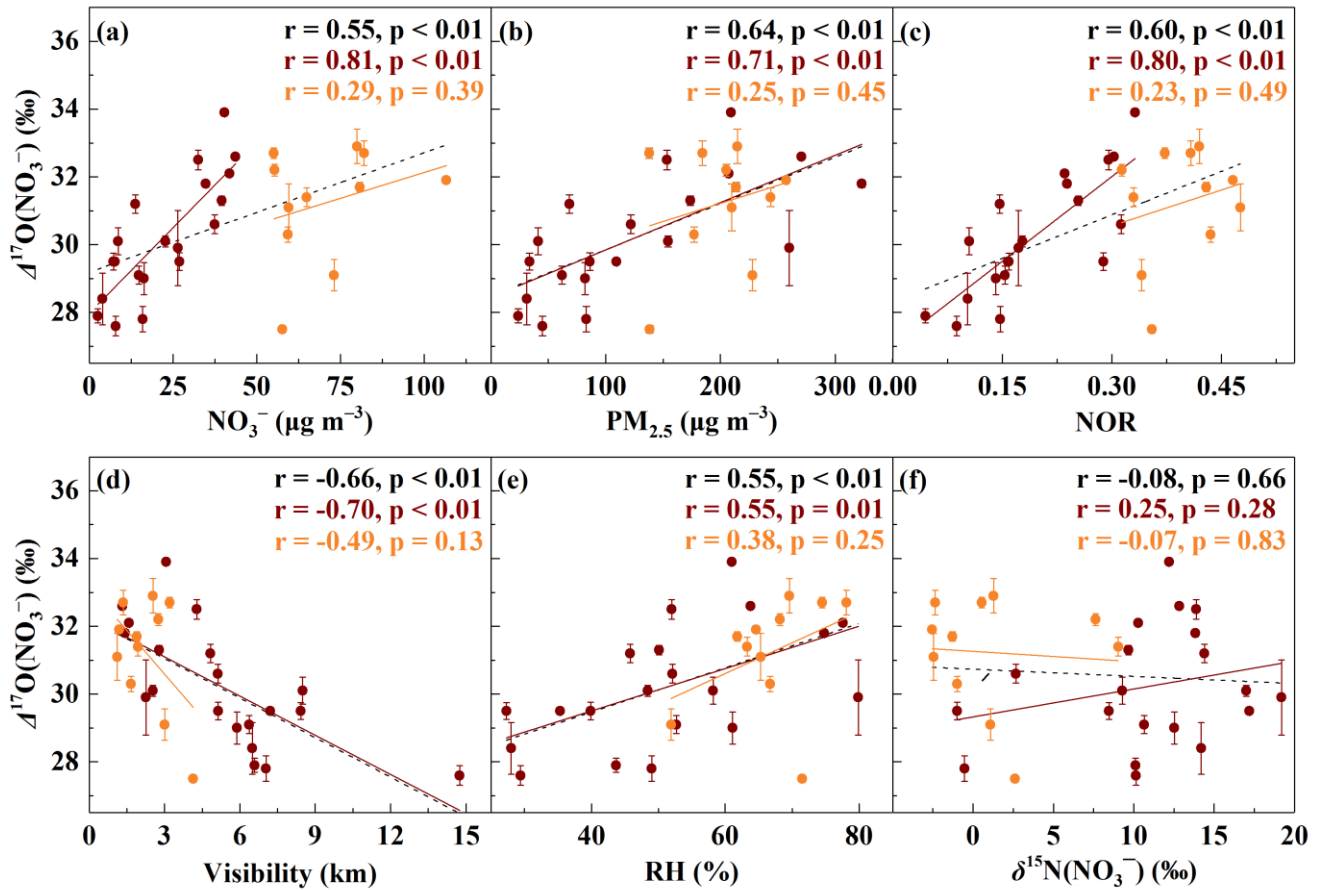 (a)
r = 0.55, p < 0.01
r = 0.81, p < 0.01
r = 0.29, p = 0.39
(b)
r = 0.64, p < 0.01
r = 0.71, p < 0.01
r = 0.25, p = 0.45
(c)
r = 0.60, p < 0.01
r = 0.80, p < 0.01
r = 0.23, p = 0.49
36
34
32
30
28
Δ¹⁷O(NO₃⁻) (‰)
0 25 50 75 100
NO₃⁻ (µg m⁻³)
0 100 200 300
PM₂.₅ (µg m⁻³)
0.00 0.15 0.30 0.45
NOR
(d)
r = -0.66, p < 0.01
r = -0.70, p < 0.01
r = -0.49, p = 0.13
(e)
r = 0.55, p < 0.01
r = 0.55, p = 0.01
r = 0.38, p = 0.25
(f)
r = -0.08, p = 0.66
r = 0.25, p = 0.28
r = -0.07, p = 0.83
36
34
32
30
28
Δ¹⁷O(NO₃⁻) (‰)
0 3 6 9 12 15
Visibility (km)
40 60 80
RH (%)
0 5 10 15 20
δ¹⁵N(NO₃⁻) (‰)